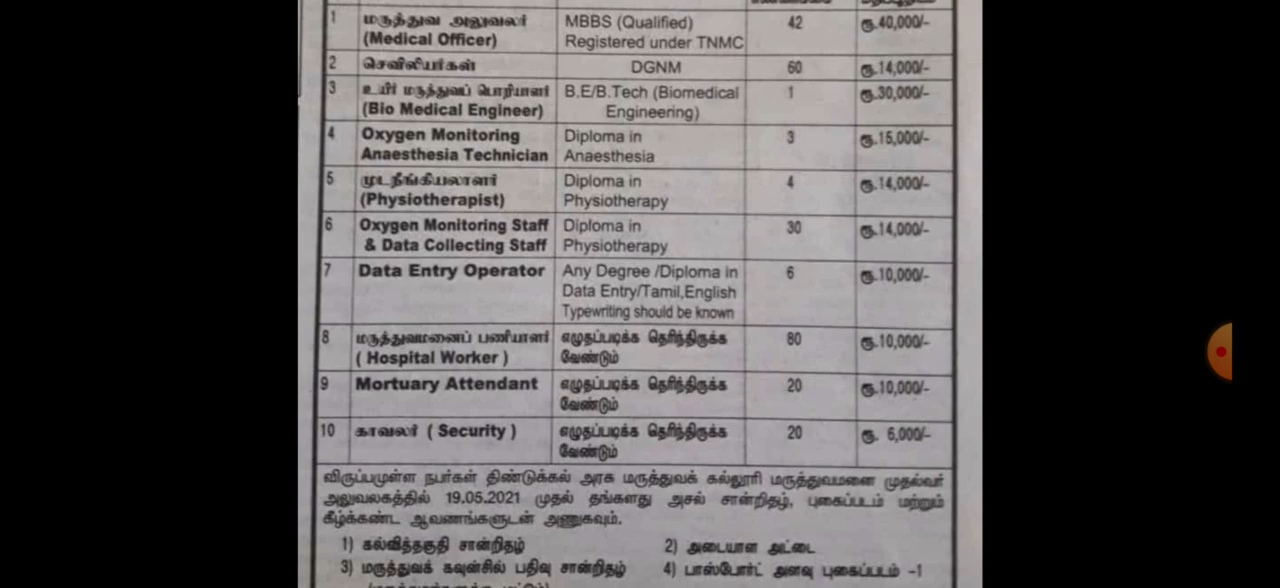 1 மருத்துவ அலுவலர் MBBS (Qualified) 42 ரூ.40,000/-
(Medical Officer) Registered under TNMC
2 செவிலியர்கள் DGNM 60 ரூ.14,000/-
3 உயிர் மருத்துவப் பொறியாளர் B.E/B.Tech (Biomedical 1 ரூ.30,000/-
(Bio Medical Engineer) Engineering)
4 Oxygen Monitoring Diploma in 3 ரூ.15,000/-
Anaesthesia Technician Anaesthesia
5 முடநீங்கியலாளர் Diploma in 4 ரூ.14,000/-
(Physiotherapist) Physiotherapy
6 Oxygen Monitoring Staff Diploma in 30 ரூ.14,000/-
& Data Collecting Staff Physiotherapy
7 Data Entry Operator Any Degree /Diploma in 6 ரூ.10,000/-
Data Entry/Tamil,English
Typewriting should be known
8 மருத்துவமனைப் பணியாளர் எழுதப்படிக்க தெரிந்திருக்க 80 ரூ.10,000/-
( Hospital Worker ) வேண்டும்
9 Mortuary Attendant எழுதப்படிக்க தெரிந்திருக்க 20 ரூ.10,000/-
வேண்டும்
10 காவலர் ( Security ) எழுதப்படிக்க தெரிந்திருக்க 20 ரூ. 6,000/-
வேண்டும்
விருப்பமுள்ள நபர்கள் திண்டுக்கல் அரசு மருத்துவக் கல்லூரி மருத்துவமனை முதல்வர்
அலுவலகத்தில் 19.05.2021 முதல் தங்களது அசல் சான்றிதழ், புகைப்படம் மற்றும்
கீழ்க்கண்ட ஆவணங்களுடன் அணுகவும்.
1) கல்வித்தகுதி சான்றிதழ் 2) அடையாள அட்டை
3) மருத்துவக் கவுன்சில் பதிவு சான்றிதழ் 4) பாஸ்போர்ட் அளவு புகைப்படம் -1